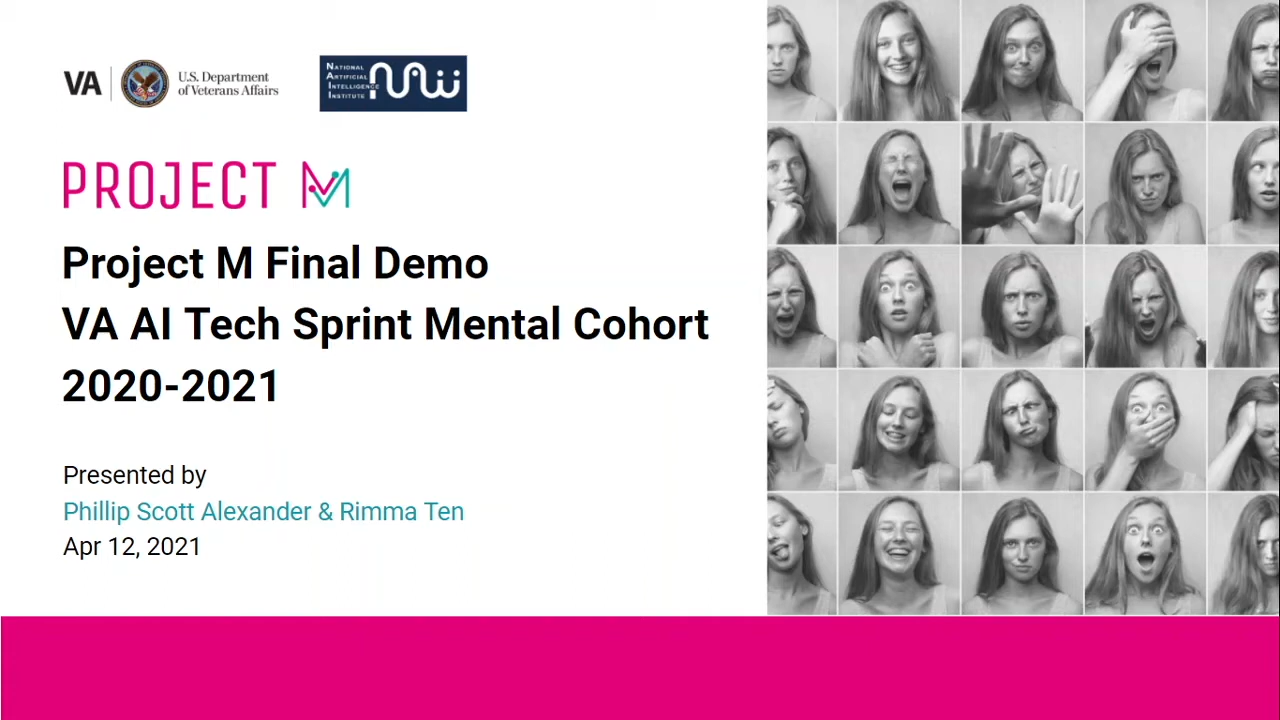 VA
U.S. Department
of Veterans Affairs
NATIONAL
ARTIFICIAL
INTELLIGENCE
INSTITUTE
PROJECT M
Project M Final Demo
VA AI Tech Sprint Mental Cohort
2020-2021
Presented by
Phillip Scott Alexander & Rimma Ten
Apr 12, 2021